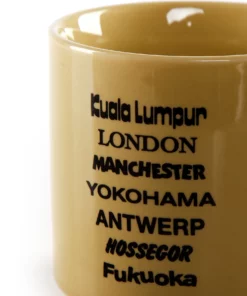 Kuala Lumpur
LONDON
MANCHESTER
YOKOHAMA
ANTWERP
HOSSEGOR
Fukuoka